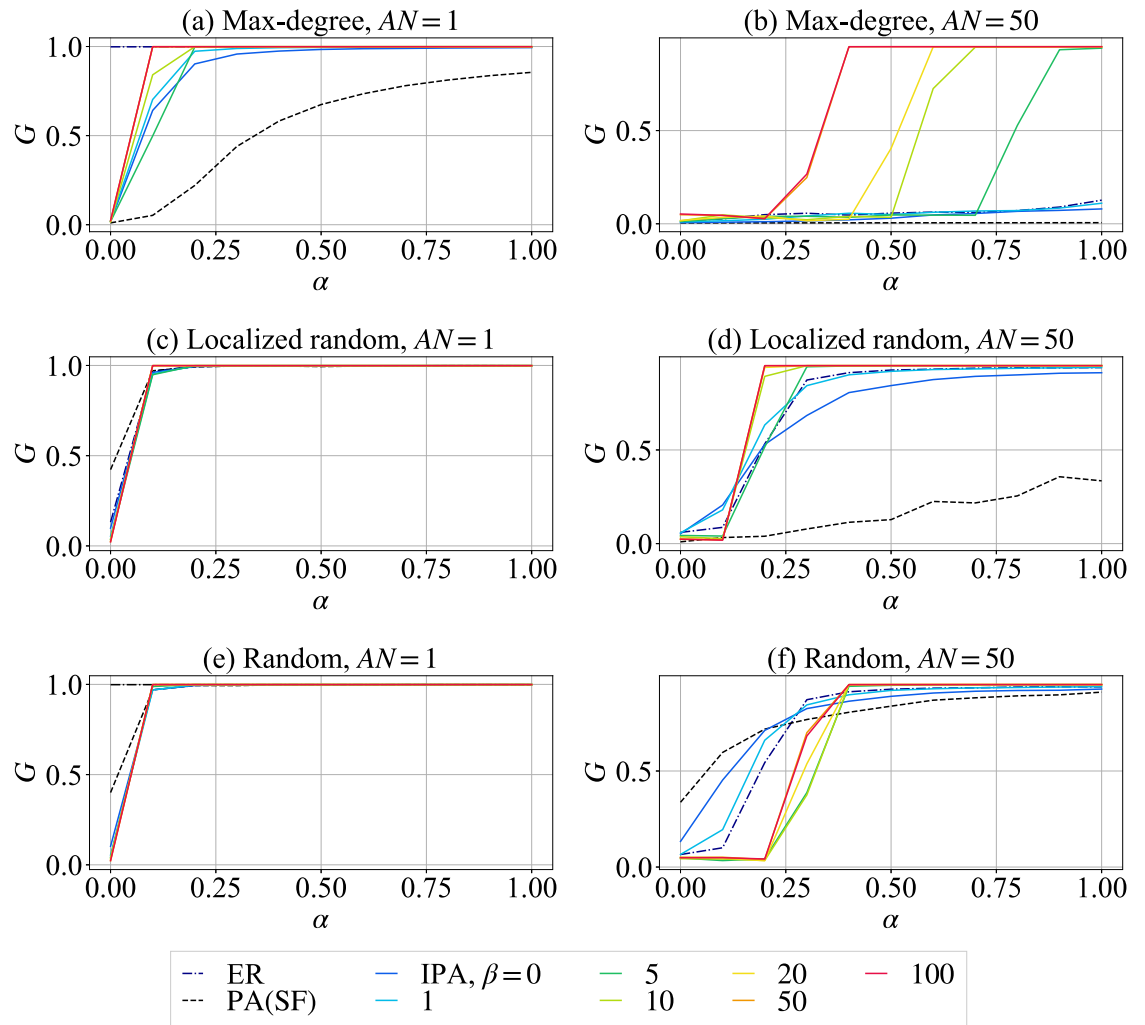 (a) Max-degree, AN = 1
(b) Max-degree, AN = 50
1.0
0.5
0.0
G
0.00 0.25 0.50 0.75 1.00
α
1.0
0.5
0.0
G
0.00 0.25 0.50 0.75 1.00
α
(c) Localized random, AN = 1
(d) Localized random, AN = 50
1.0
0.5
0.0
G
0.00 0.25 0.50 0.75 1.00
α
1.0
0.5
0.0
G
0.00 0.25 0.50 0.75 1.00
α
(e) Random, AN = 1
(f) Random, AN = 50
1.0
0.5
0.0
G
0.00 0.25 0.50 0.75 1.00
α
1.0
0.5
0.0
G
0.00 0.25 0.50 0.75 1.00
α
ER IPA, β = 0 5 20 100
PA(SF) 1 10 50